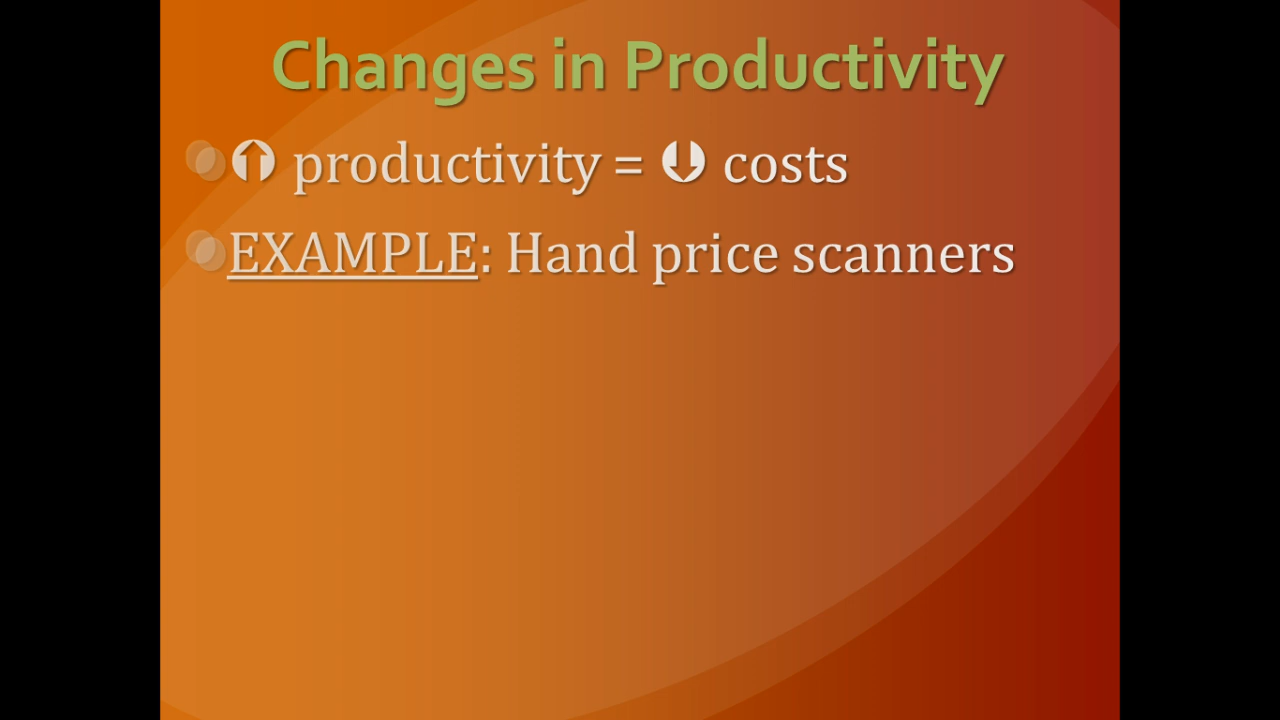 Changes in Productivity
⬆ productivity = ⬇ costs
EXAMPLE: Hand price scanners